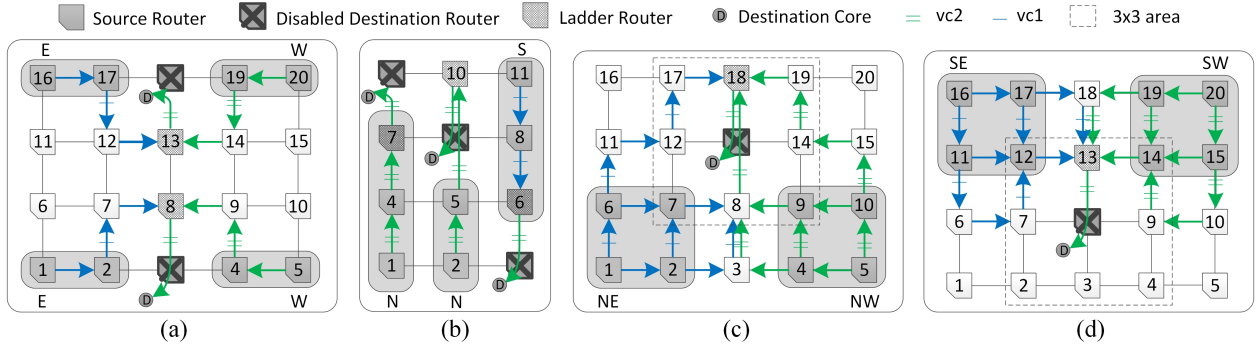 Source Router Disabled Destination Router Ladder Router D Destination Core vc2 vc1 3x3 area
E W
16 17 19 20
D
11 12 13 14 15
6 7 8 9 10
1 2 4 5
D
E W
(a)
S
10 11
D
7 8
D
4 5 6
1 2
D
N N
(b)
16 17 18 19 20
11 12 14 15
D
6 7 8 9 10
1 2 3 4 5
NE NW
(c)
SE SW
16 17 18 19 20
11 12 13 14 15
6 7 9 10
D
1 2 3 4 5
(d)